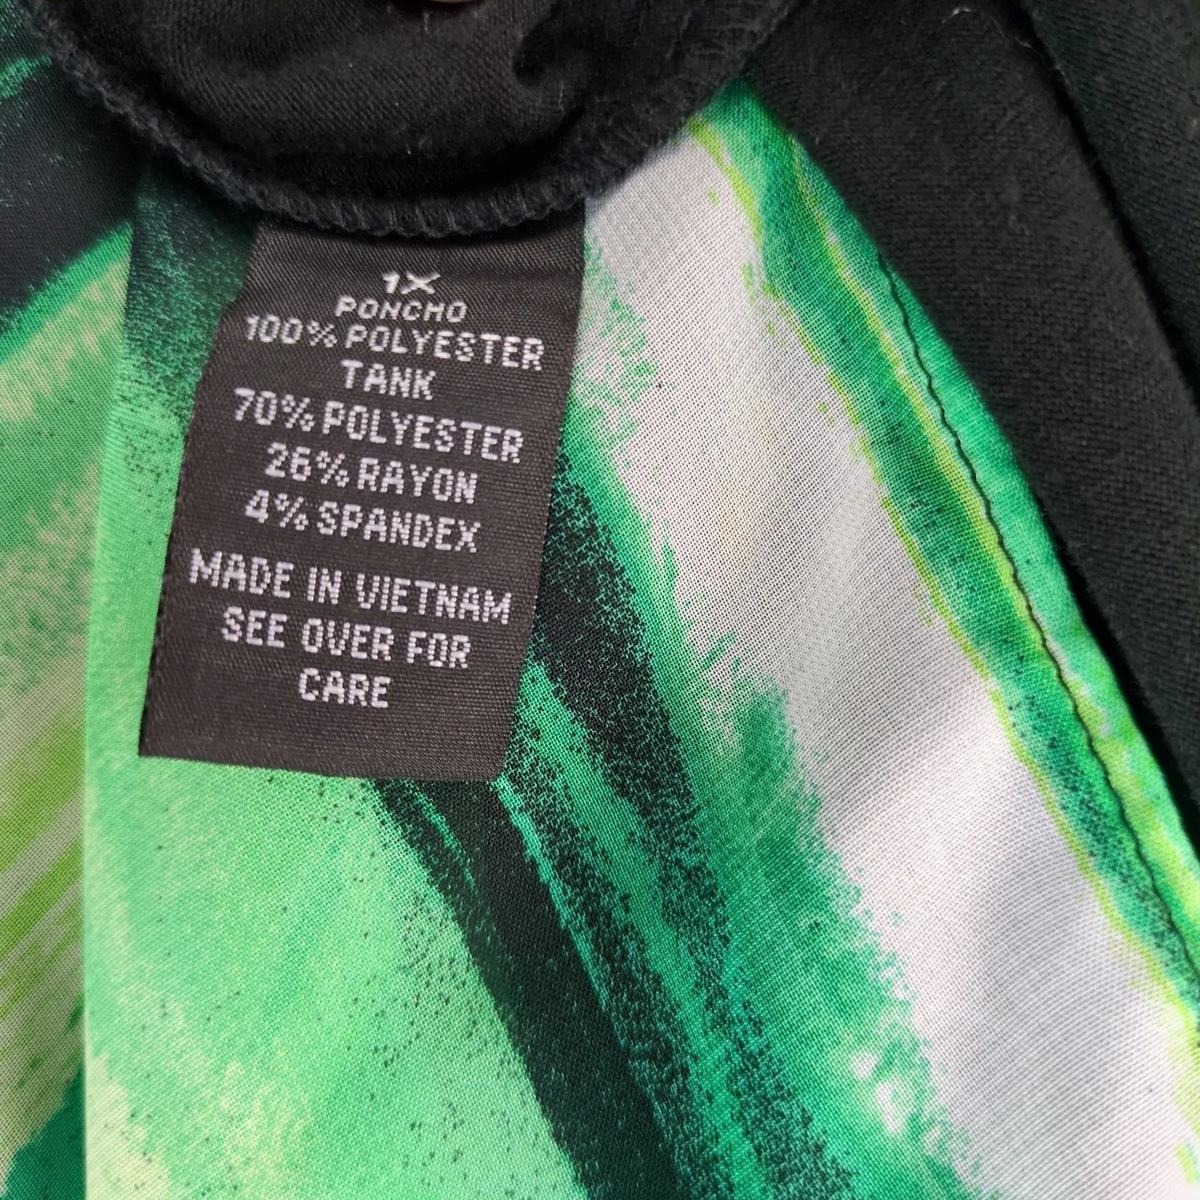 1X
PONCHO
100% POLYESTER
TANK
70% POLYESTER
26% RAYON
4% SPANDEX
MADE IN VIETNAM
SEE OVER FOR
CARE